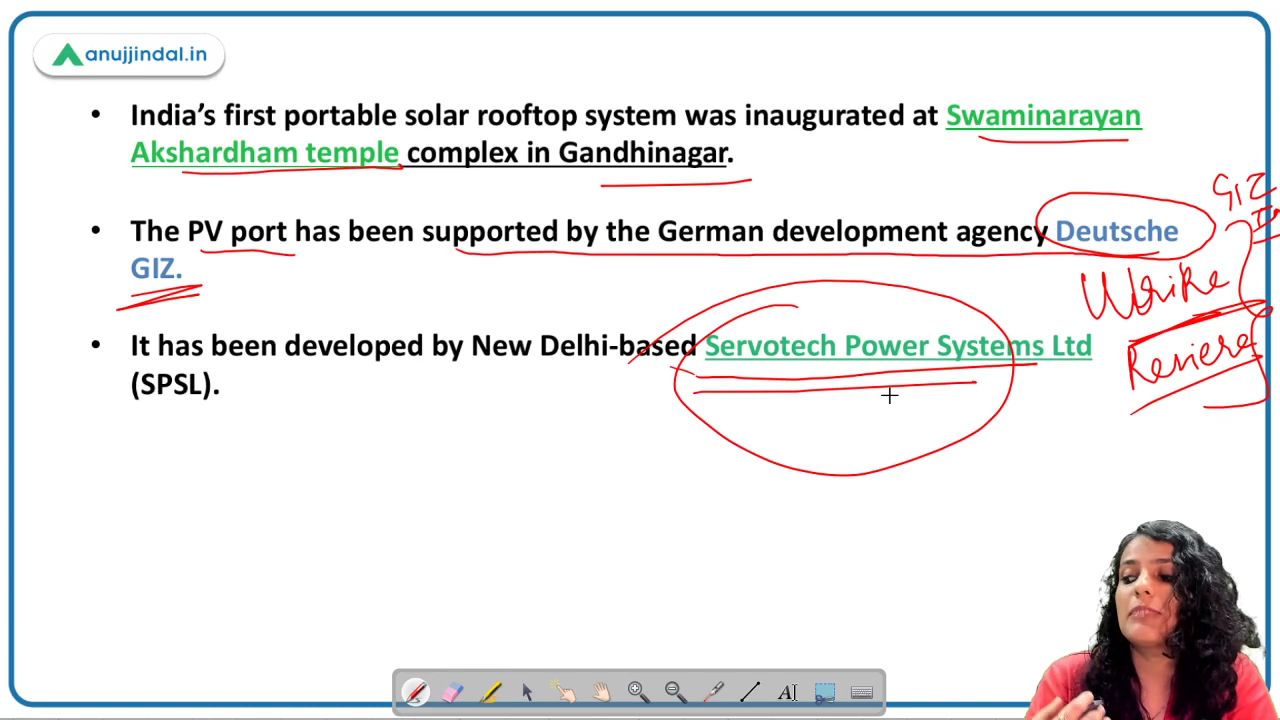 anujjindal.in
• India's first portable solar rooftop system was inaugurated at Swaminarayan
Akshardham temple complex in Gandhinagar.
• The PV port has been supported by the German development agency Deutsche
GIZ.
• It has been developed by New Delhi-based Servotech Power Systems Ltd
(SPSL).
GIZ